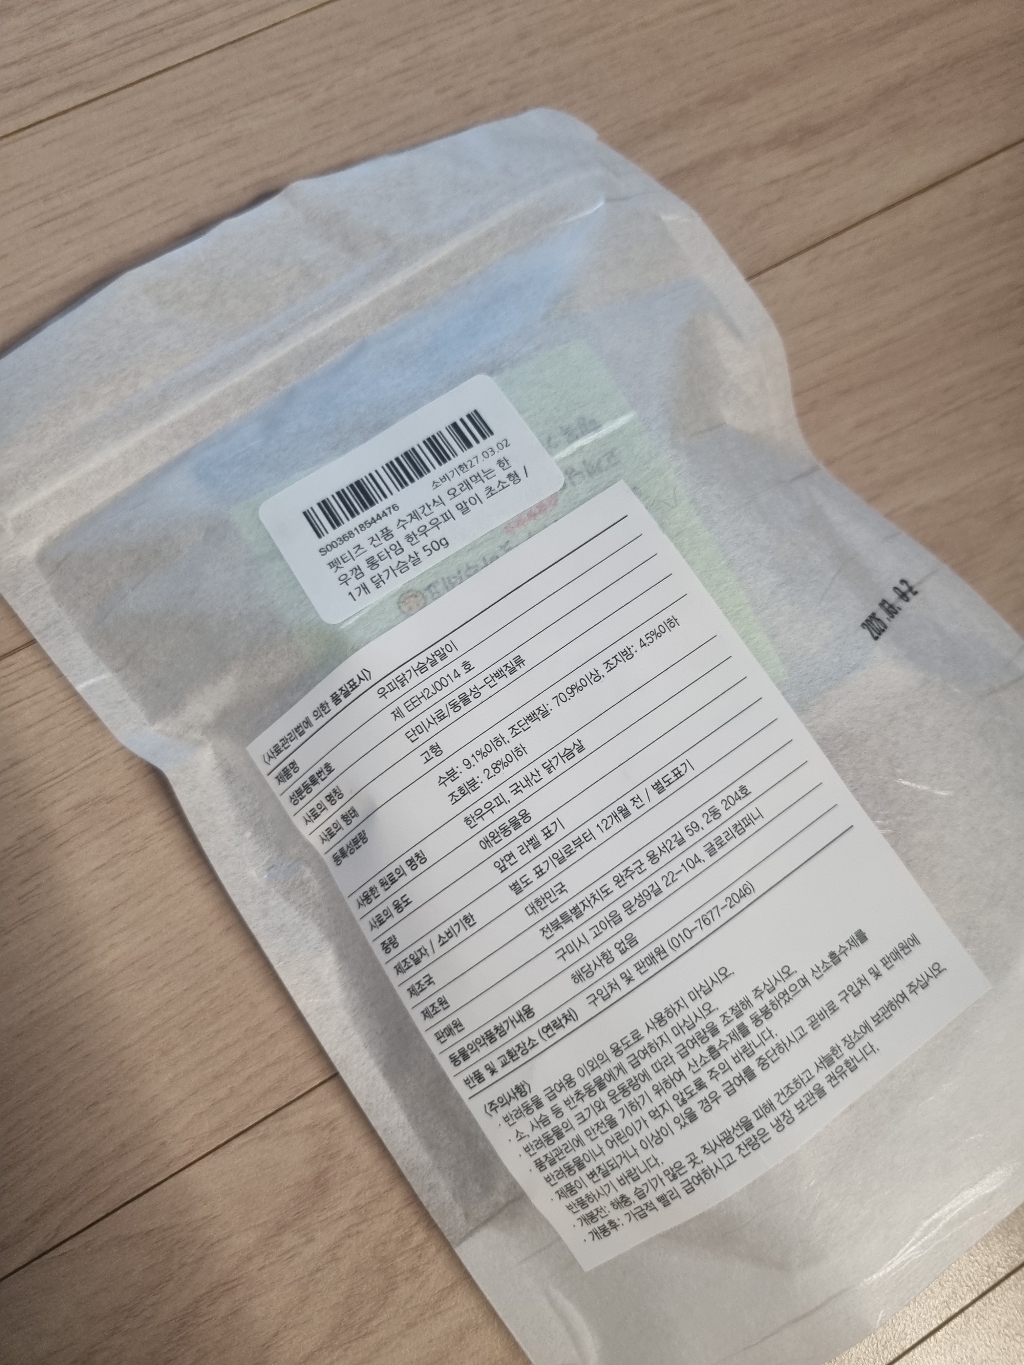 소비기한27.03.02
S0036818544476
펫티즈 진품 수제간식 오래먹는 한
우껌 롱타임 한우우피 말이 초소형 /
1개 닭가슴살 50g
〈사료관리법에 의한 품질표시〉
제품명 우피닭가슴살말이
성분등록번호 제 EEH2J0014 호
사료의 명칭 단미사료/동물성-단백질류
사료의 형태 고형
등록성분량 수분: 9.1%이하, 조단백질: 70.9%이상, 조지방: 4.5%이하
조회분: 2.8%이하
사용한 원료의 명칭 한우우피, 국내산 닭가슴살
사료의 용도 애완동물용
중량 앞면 라벨 표기
제조일자 / 소비기한 별도 표기일로부터 12개월 전 / 별도표기
제조국 대한민국
제조원 전북특별자치도 완주군 용서2길 59, 2동 204호
판매원 구미시 고아읍 문성9길 22-104, 글로리컴퍼니
동물의약품첨가내용 해당사항 없음
반품 및 교환장소 (연락처) 구입처 및 판매원 (010-7677-2046)
〈주의사항〉
· 반려동물 급여용 이외의 용도로 사용하지 마십시오.
· 소, 사슴 등 반추동물에게 급여하지 마십시오.
· 반려동물의 크기와 운동량에 따라 급여량을 조절해 주십시오.
· 품질관리에 만전을 기하기 위하여 산소흡수제를 동봉하였으며 산소흡수제를
반려동물이나 어린이가 먹지 않도록 주의 바랍니다.
· 제품이 변질되거나 이상이 있을 경우 급여를 중단하시고 곧바로 구입처 및 판매원에
반품하시기 바랍니다.
· 개봉전: 해충, 습기가 많은 곳, 직사광선을 피해 건조하고 서늘한 장소에 보관하여 주십시오
· 개봉후: 가급적 빨리 급여하시고 잔량은 냉장 보관을 권유합니다.